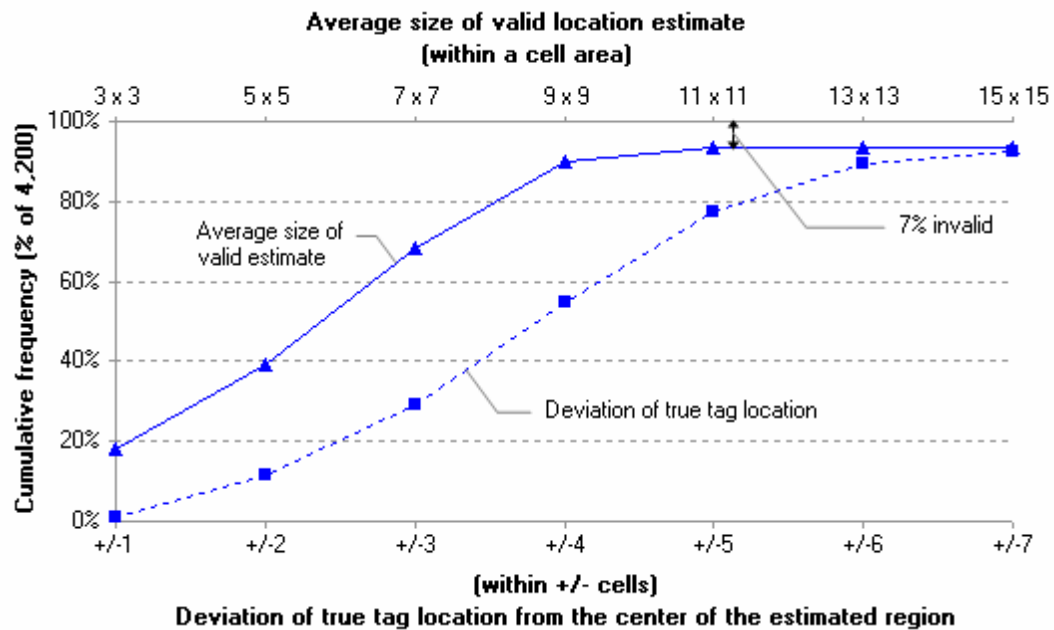 Average size of valid location estimate
(within a cell area)
3 x 3 5 x 5 7 x 7 9 x 9 11 x 11 13 x 13 15 x 15
Cumulative frequency (% of 4,200)
100%
80%
60%
40%
20%
0%
Average size of
valid estimate
7% invalid
Deviation of true tag location
+/-1 +/-2 +/-3 +/-4 +/-5 +/-6 +/-7
(within +/- cells)
Deviation of true tag location from the center of the estimated region